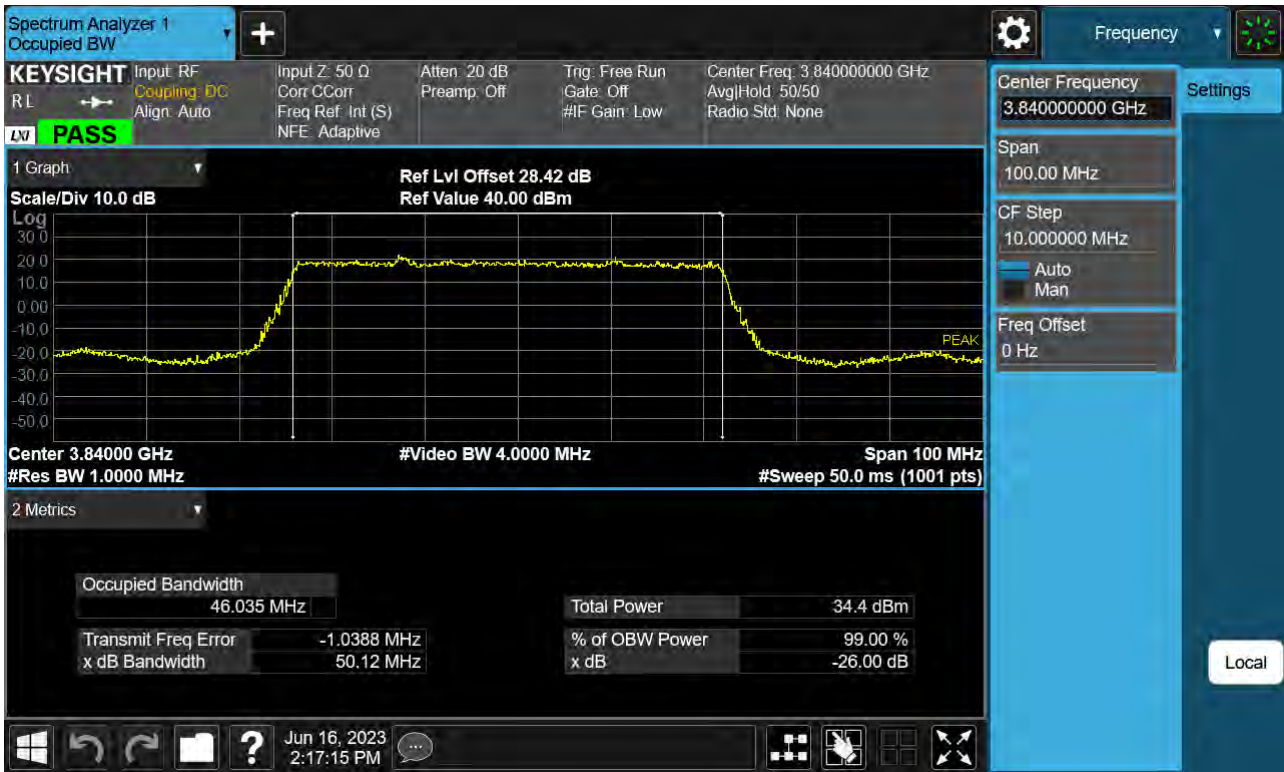 Spectrum Analyzer 1
Occupied BW
+
Frequency
KEYSIGHT
RL
LXI PASS
Input: RF
Coupling: DC
Align: Auto
Input Z: 50 Ω
Corr CCorr
Freq Ref: Int (S)
NFE: Adaptive
Atten: 20 dB
Preamp: Off
Trig: Free Run
Gate: Off
#IF Gain: Low
Center Freq: 3.840000000 GHz
Avg|Hold: 50/50
Radio Std: None
Center Frequency
3.840000000 GHz
Settings
Span
100.00 MHz
CF Step
10.000000 MHz
Auto
Man
Freq Offset
0 Hz
1 Graph
Scale/Div 10.0 dB
Ref Lvl Offset 28.42 dB
Ref Value 40.00 dBm
Log
30.0
20.0
10.0
0.00
-10.0
-20.0
-30.0
-40.0
-50.0
PEAK
Center 3.84000 GHz
#Video BW 4.0000 MHz
Span 100 MHz
#Res BW 1.0000 MHz
#Sweep 50.0 ms (1001 pts)
2 Metrics
Occupied Bandwidth
46.035 MHz
Total Power 34.4 dBm
Transmit Freq Error -1.0388 MHz
% of OBW Power 99.00 %
x dB Bandwidth 50.12 MHz
x dB -26.00 dB
Local
?
Jun 16, 2023
2:17:15 PM